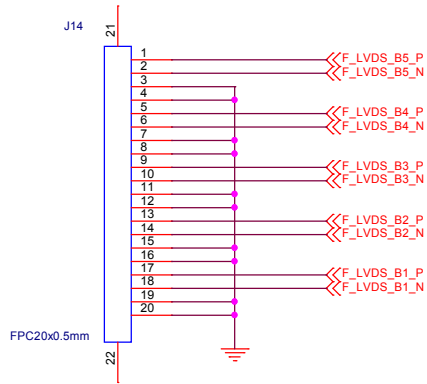 J14
21
1 F_LVDS_B5_P
2 F_LVDS_B5_N
3
4
5 F_LVDS_B4_P
6 F_LVDS_B4_N
7
8
9 F_LVDS_B3_P
10 F_LVDS_B3_N
11
12
13 F_LVDS_B2_P
14 F_LVDS_B2_N
15
16
17 F_LVDS_B1_P
18 F_LVDS_B1_N
19
20
FPC20x0.5mm
22